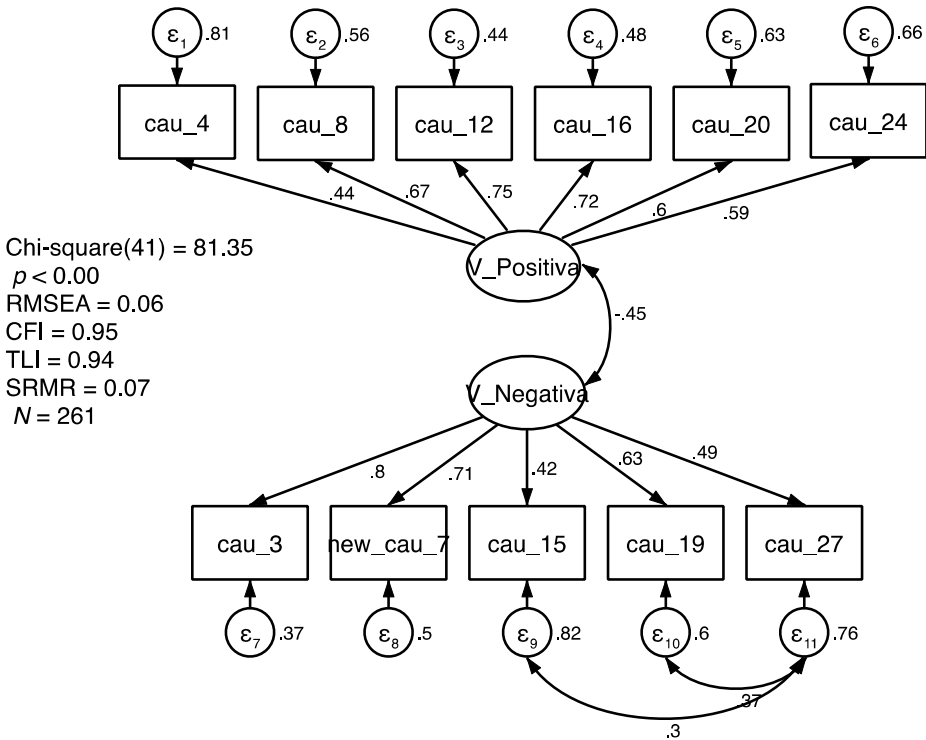 ε1 .81 ε2 .56 ε3 .44 ε4 .48 ε5 .63 ε6 .66
cau_4 cau_8 cau_12 cau_16 cau_20 cau_24
.44 .67 .75 .72 .6 .59
V_Positiva
Chi-square(41) = 81.35
p < 0.00
RMSEA = 0.06
CFI = 0.95
TLI = 0.94
SRMR = 0.07
N = 261
-.45
V_Negativa
.8 .71 .42 .63 .49
cau_3 new_cau_7 cau_15 cau_19 cau_27
ε7 .37 ε8 .5 ε9 .82 ε10 .6 ε11 .76
.37
.3